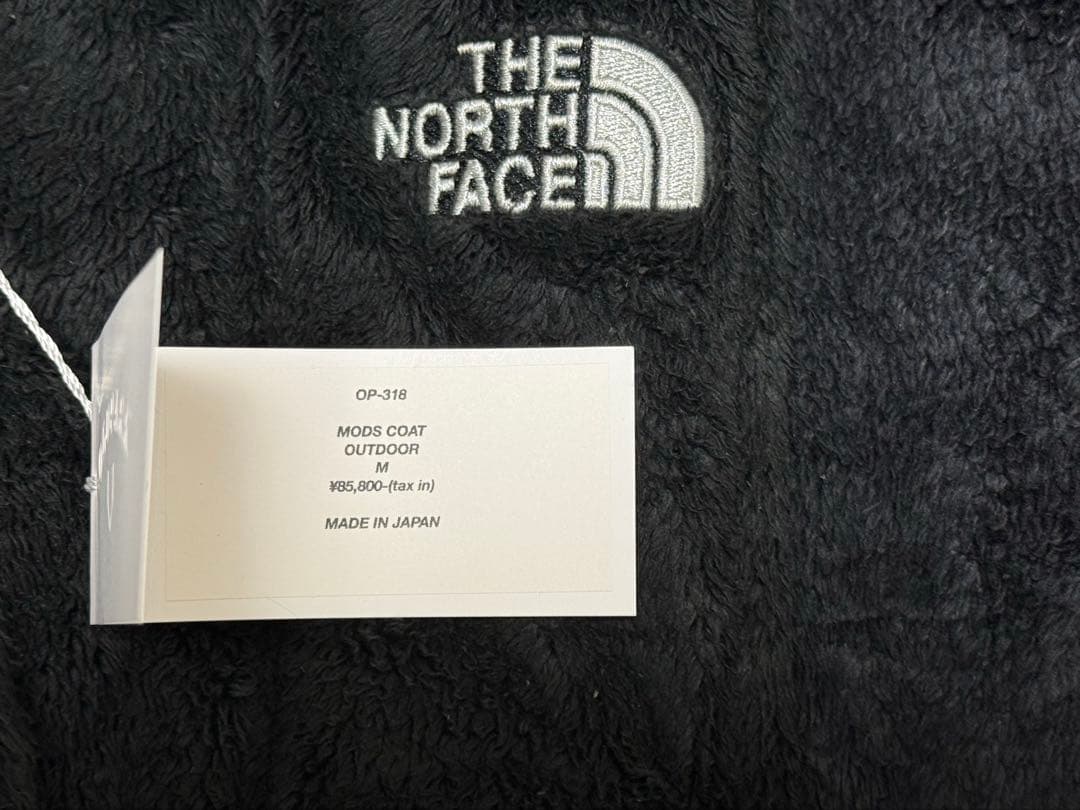 THE
NORTH
FACE
OP-318
MODS COAT
OUTDOOR
M
¥85,800-(tax in)
MADE IN JAPAN